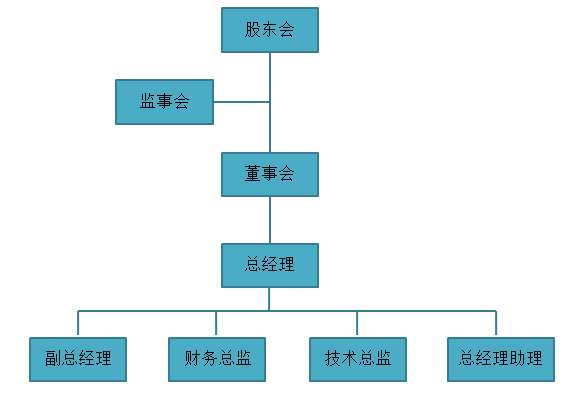 股东会
监事会
董事会
总经理
副总经理
财务总监
技术总监
总经理助理